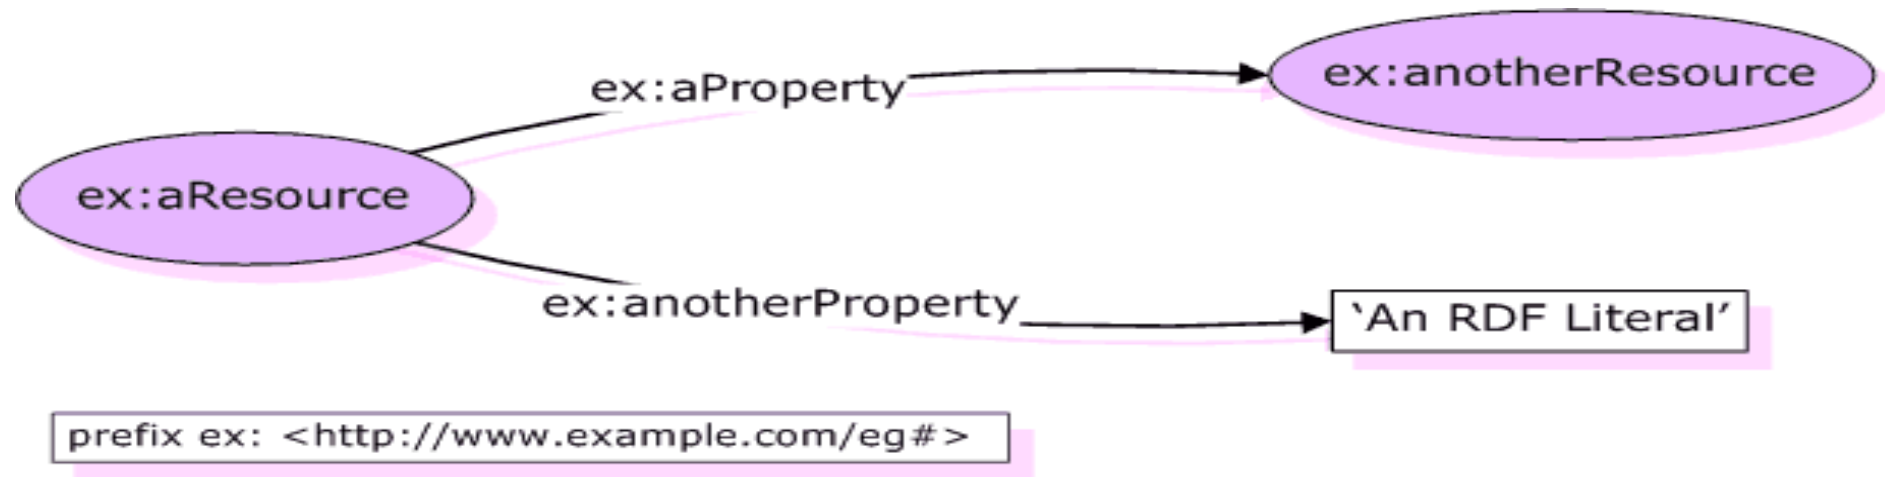 ex:aProperty
ex:anotherResource
ex:aResource
ex:anotherProperty
‘An RDF Literal’
prefix ex: <http://www.example.com/eg#>